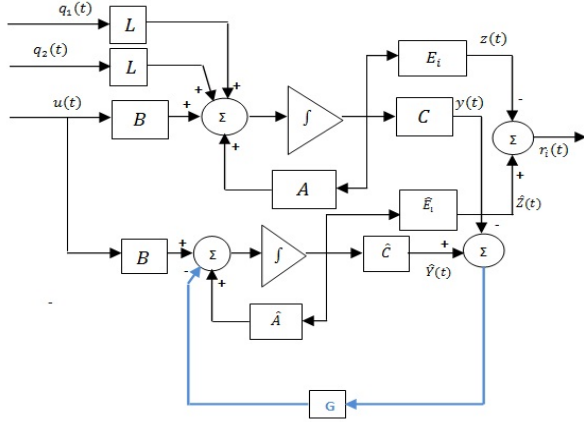 q₁(t)
L
q₂(t)
L
u(t)
B
+
+
+
+
Σ
∫
A
Eᵢ
z(t)
C
y(t)
-
Σ
+
rᵢ(t)
Êᵢ
Ẑ(t)
B
+
-
+
Σ
∫
Ĉ
+
Ŷ(t)
-
Σ
Â
-
G